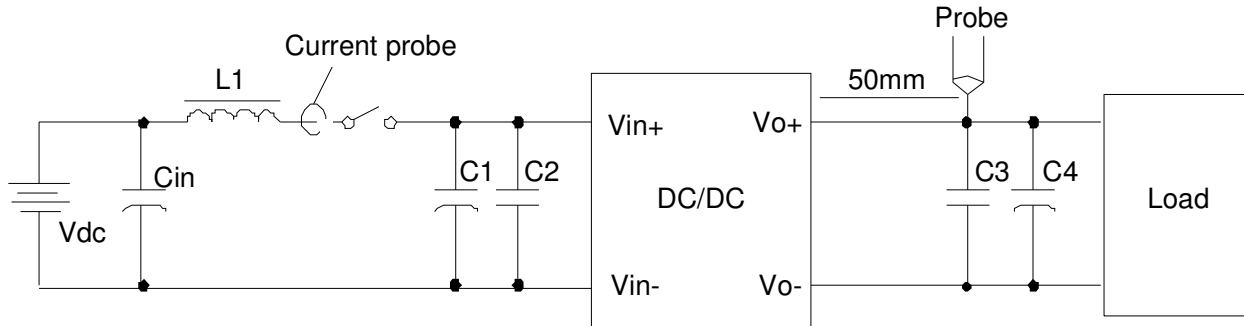 Probe
Current probe
L1
50mm
Vin+
Vo+
Cin
C1
C2
C3
C4
DC/DC
Load
Vdc
Vin-
Vo-